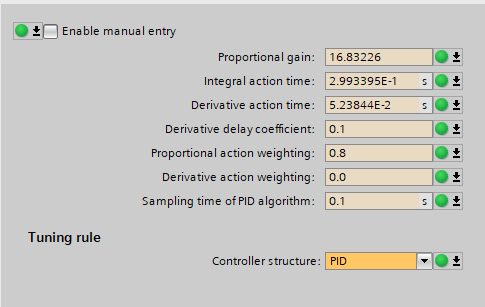 Enable manual entry
Proportional gain: 16.83226
Integral action time: 2.993395E-1 s
Derivative action time: 5.23844E-2 s
Derivative delay coefficient: 0.1
Proportional action weighting: 0.8
Derivative action weighting: 0.0
Sampling time of PID algorithm: 0.1 s
Tuning rule
Controller structure: PID